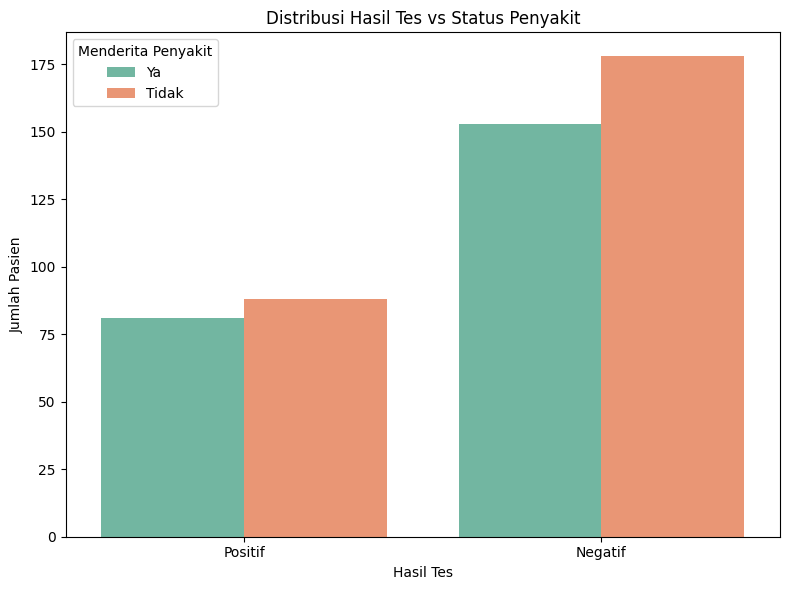 Distribusi Hasil Tes vs Status Penyakit
Menderita Penyakit
Ya
Tidak
175
150
125
100
75
50
25
0
Jumlah Pasien
Positif
Negatif
Hasil Tes